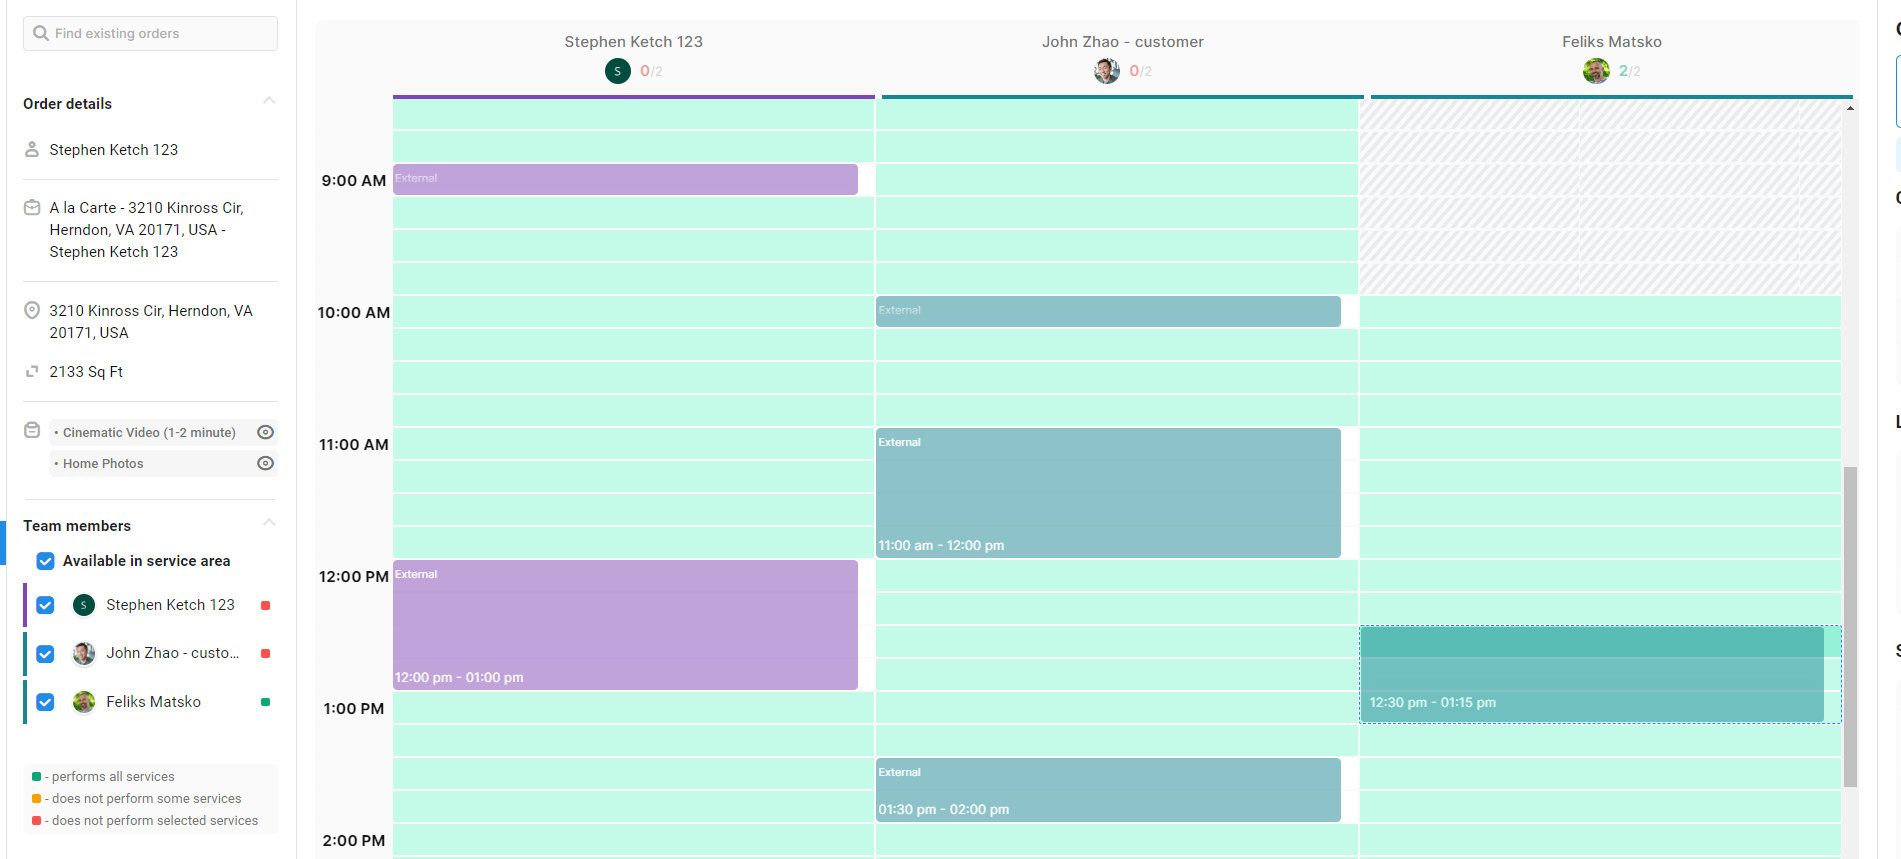 Find existing orders
Order details
Stephen Ketch 123
A la Carte - 3210 Kinross Cir,
Herndon, VA 20171, USA -
Stephen Ketch 123
3210 Kinross Cir, Herndon, VA
20171, USA
2133 Sq Ft
• Cinematic Video (1-2 minute)
• Home Photos
Team members
Available in service area
S Stephen Ketch 123
John Zhao - custo...
Feliks Matsko
- performs all services
- does not perform some services
- does not perform selected services
Stephen Ketch 123
S 0/2
John Zhao - customer
0/2
Feliks Matsko
2/2
9:00 AM
10:00 AM
11:00 AM
12:00 PM
1:00 PM
2:00 PM
External
External
12:00 pm - 01:00 pm
External
External
11:00 am - 12:00 pm
External
01:30 pm - 02:00 pm
12:30 pm - 01:15 pm